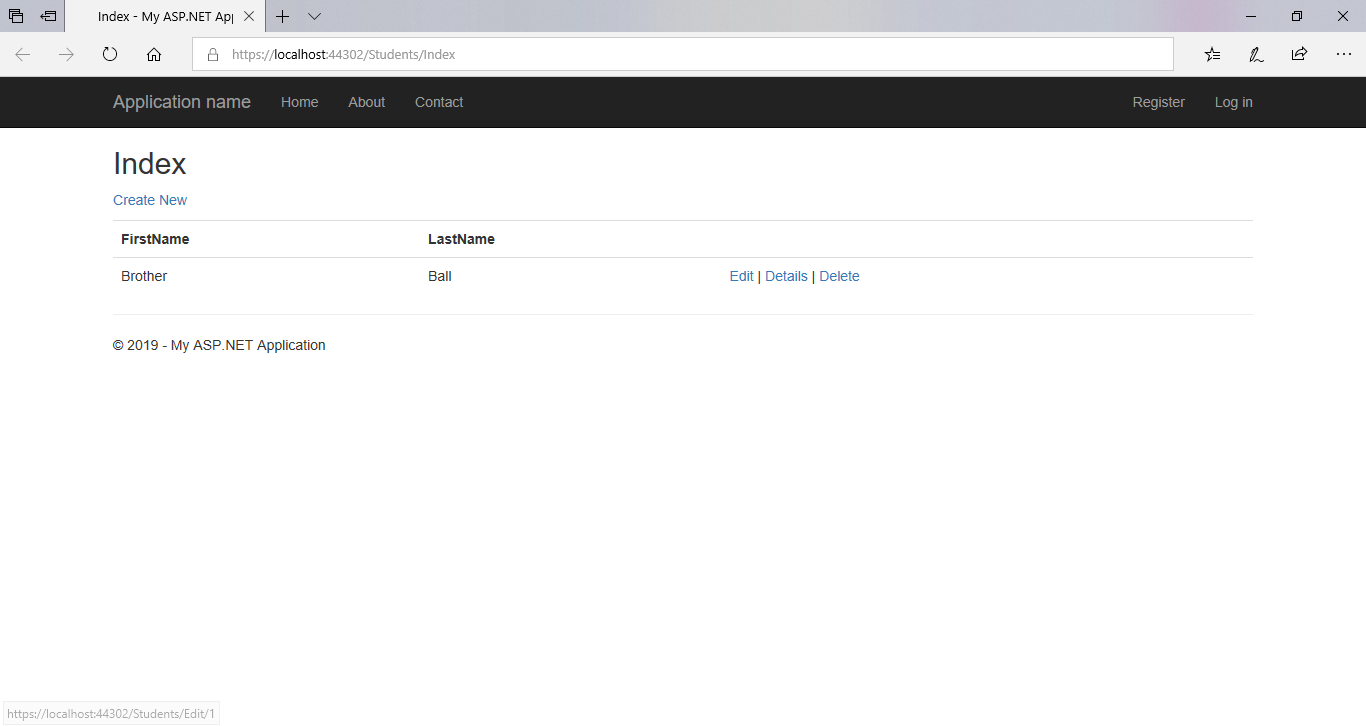 Index - My ASP.NET Ap
https://localhost:44302/Students/Index
Application name Home About Contact Register Log in
Index
Create New
FirstName LastName
Brother Ball Edit | Details | Delete
© 2019 - My ASP.NET Application
https://localhost:44302/Students/Edit/1